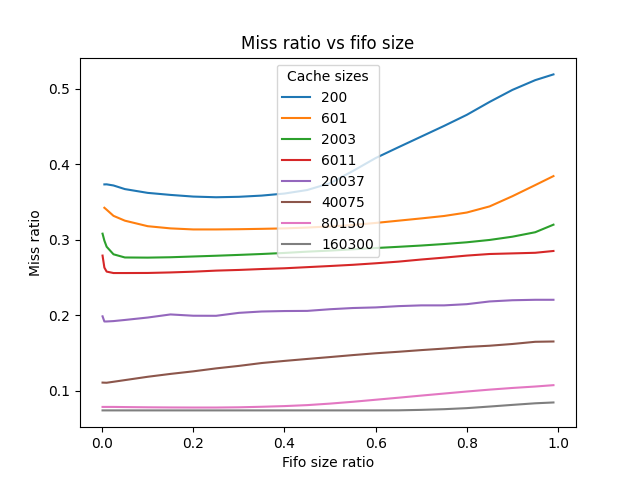 Miss ratio vs fifo size
Cache sizes
200
601
2003
6011
20037
40075
80150
160300
Miss ratio
0.5
0.4
0.3
0.2
0.1
0.0 0.2 0.4 0.6 0.8 1.0
Fifo size ratio